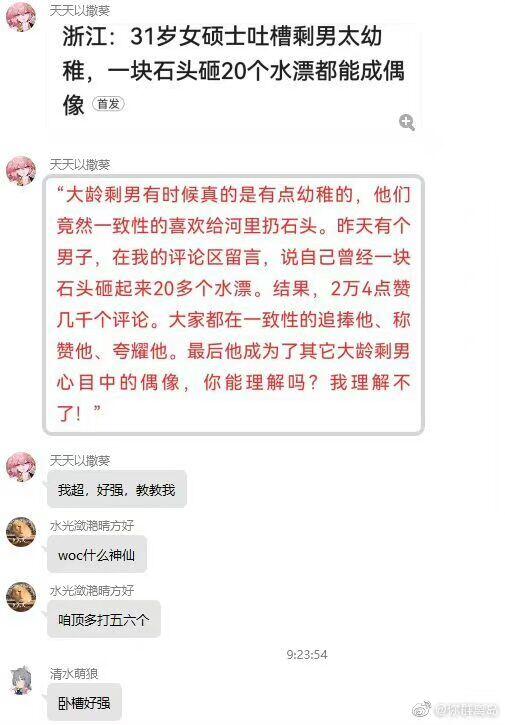 天天以撒葵
浙江：31岁女硕士吐槽剩男太幼
稚，一块石头砸20个水漂都能成偶
像 首发
天天以撒葵
“大龄剩男有时候真的是有点幼稚的，他们
竟然一致性的喜欢给河里扔石头。昨天有个
男子，在我的评论区留言，说自己曾经一块
石头砸起来20多个水漂。结果，2万4点赞
几千个评论。大家都在一致性的追捧他、称
赞他、夸耀他。最后他成为了其它大龄剩男
心目中的偶像，你能理解吗？我理解不
了！”
天天以撒葵
我超，好强，教教我
水光潋滟晴方好
woc什么神仙
水光潋滟晴方好
咱顶多打五六个
9:23:54
清水萌狼
卧槽好强